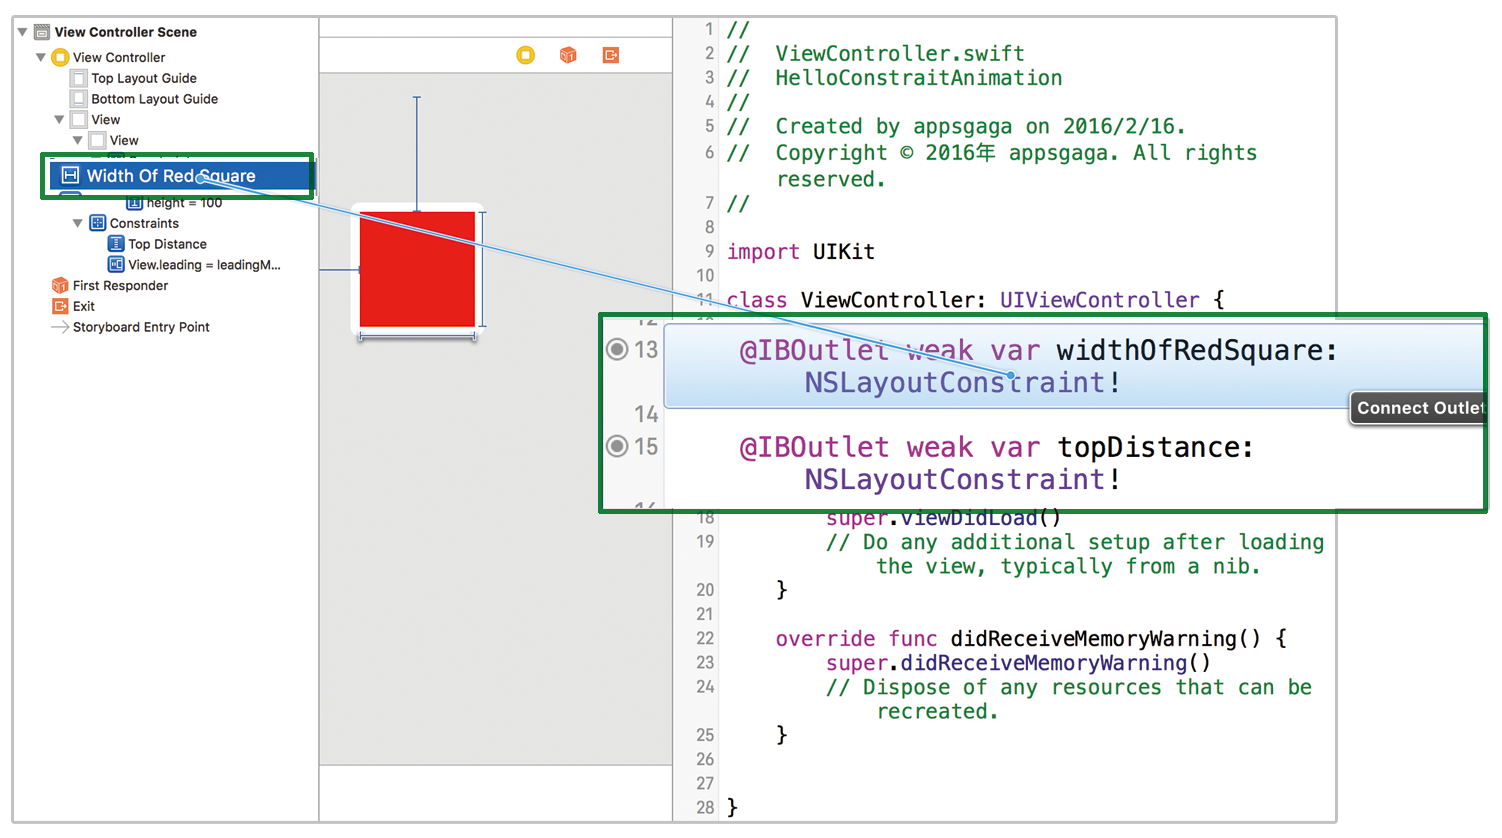 View Controller Scene
View Controller
Top Layout Guide
Bottom Layout Guide
View
View
Width Of Red Square
height = 100
Constraints
Top Distance
View.leading = leadingM...
First Responder
Exit
Storyboard Entry Point
1 //
2 // ViewController.swift
3 // HelloConstraitAnimation
4 //
5 // Created by appsgaga on 2016/2/16.
6 // Copyright © 2016年 appsgaga. All rights
reserved.
7 //
8
9 import UIKit
10
11 class ViewController: UIViewController {
12
13 @IBOutlet weak var widthOfRedSquare:
NSLayoutConstraint!
Connect Outlet
14
15 @IBOutlet weak var topDistance:
NSLayoutConstraint!
18 super.viewDidLoad()
19 // Do any additional setup after loading
the view, typically from a nib.
20 }
21
22 override func didReceiveMemoryWarning() {
23 super.didReceiveMemoryWarning()
24 // Dispose of any resources that can be
recreated.
25 }
26
27
28 }